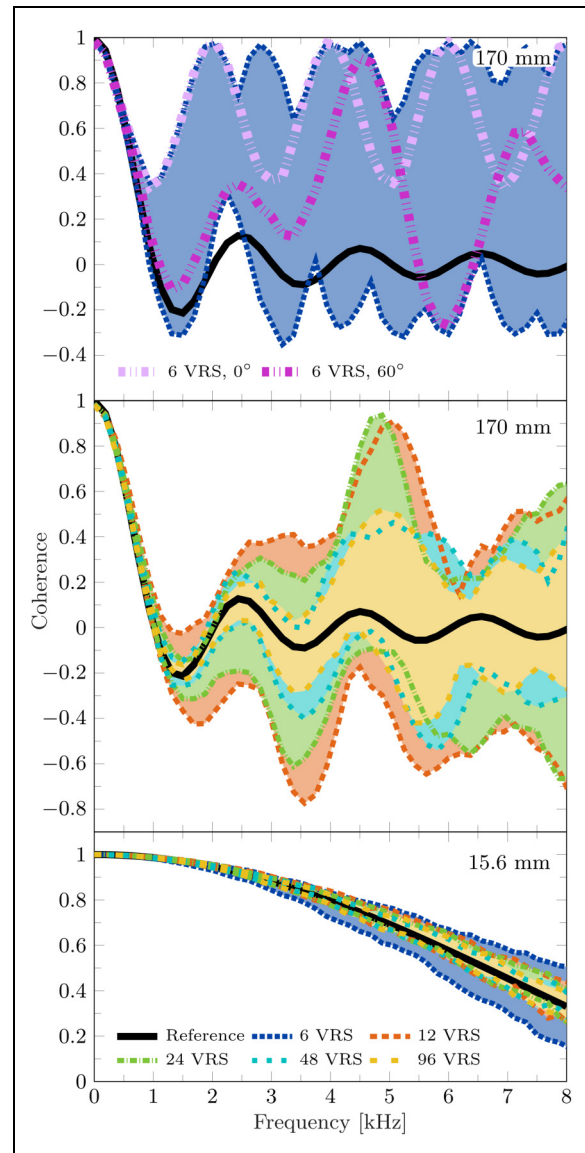 1
0.8
0.6
0.4
0.2
0
−0.2
−0.4
170 mm
6 VRS, 0° 6 VRS, 60°
1
0.8
0.6
0.4
0.2
0
−0.2
−0.4
−0.6
−0.8
170 mm
Coherence
1
0.8
0.6
0.4
0.2
0
15.6 mm
Reference 6 VRS 12 VRS
24 VRS 48 VRS 96 VRS
0 1 2 3 4 5 6 7 8
Frequency [kHz]